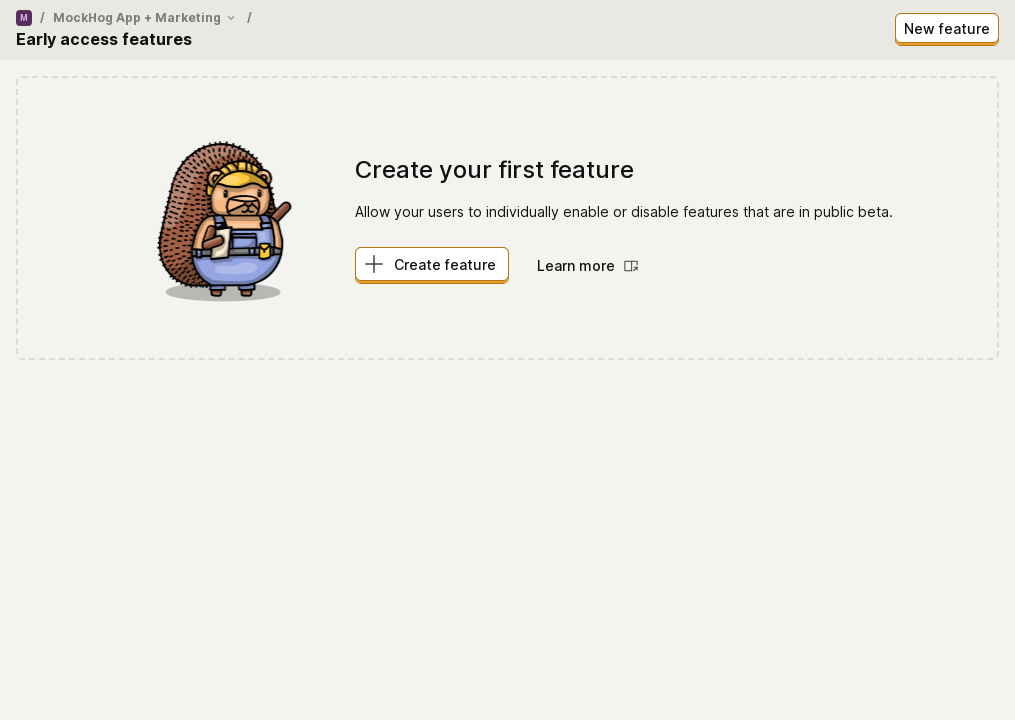 M / MockHog App + Marketing /
Early access features
New feature
Create your first feature
Allow your users to individually enable or disable features that are in public beta.
Create feature
Learn more